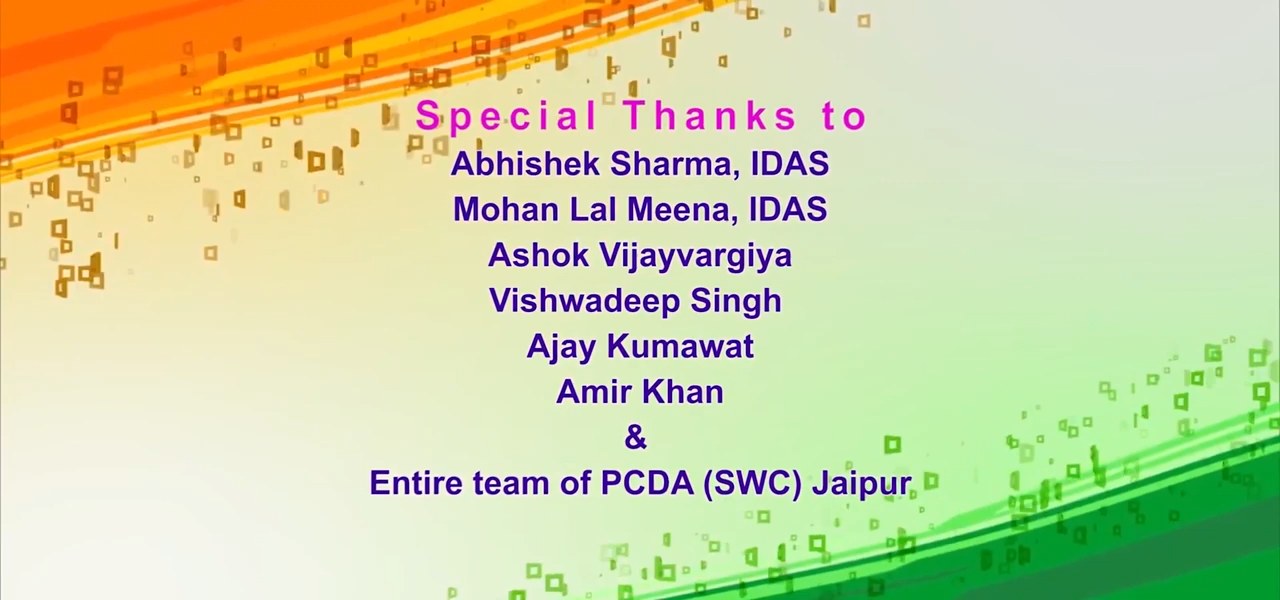 Special Thanks to
Abhishek Sharma, IDAS
Mohan Lal Meena, IDAS
Ashok Vijayvargiya
Vishwadeep Singh
Ajay Kumawat
Amir Khan
&
Entire team of PCDA (SWC) Jaipur